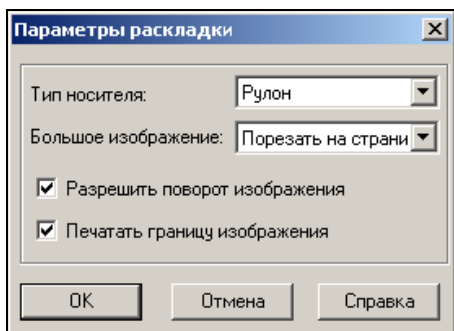 Параметры раскладки
Тип носителя: Рулон
Большое изображение: Порезать на страни
Разрешить поворот изображения
Печатать границу изображения
OK Отмена Справка